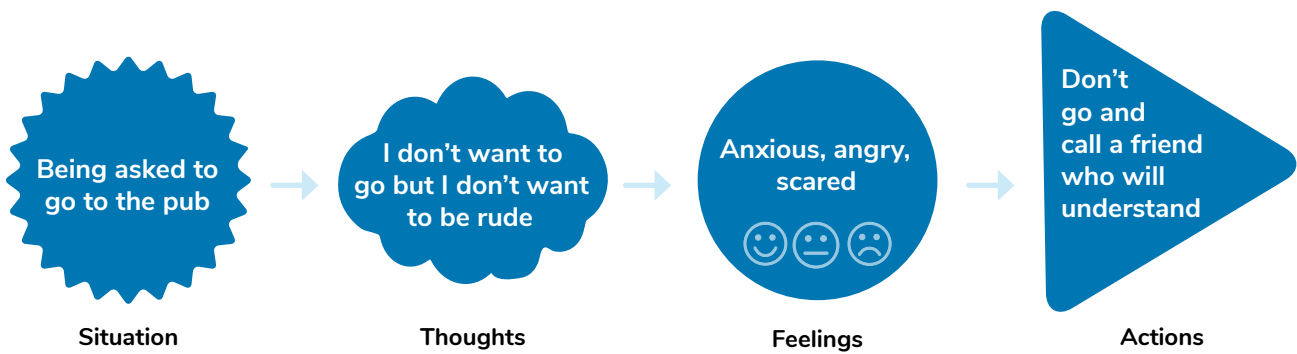 Being asked to
go to the pub
I don't want to
go but I don't want
to be rude
Anxious, angry,
scared
Don't
go and
call a friend
who will
understand
Situation
Thoughts
Feelings
Actions